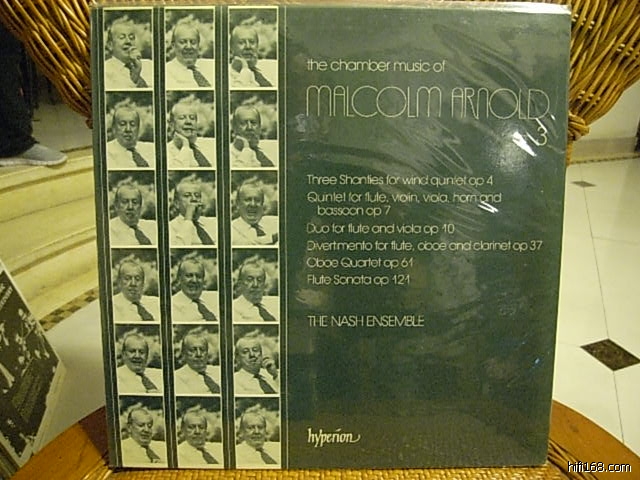 the chamber music of
MALCOLM ARNOLD
3
Three Shanties for wind quintet op 4
Quintet for flute, violin, viola, horn and
bassoon op 7
Duo for flute and viola op 10
Divertimento for flute, oboe and clarinet op 37
Oboe Quartet op 61
Flute Sonata op 121
THE NASH ENSEMBLE
hyperion
hifi168.com